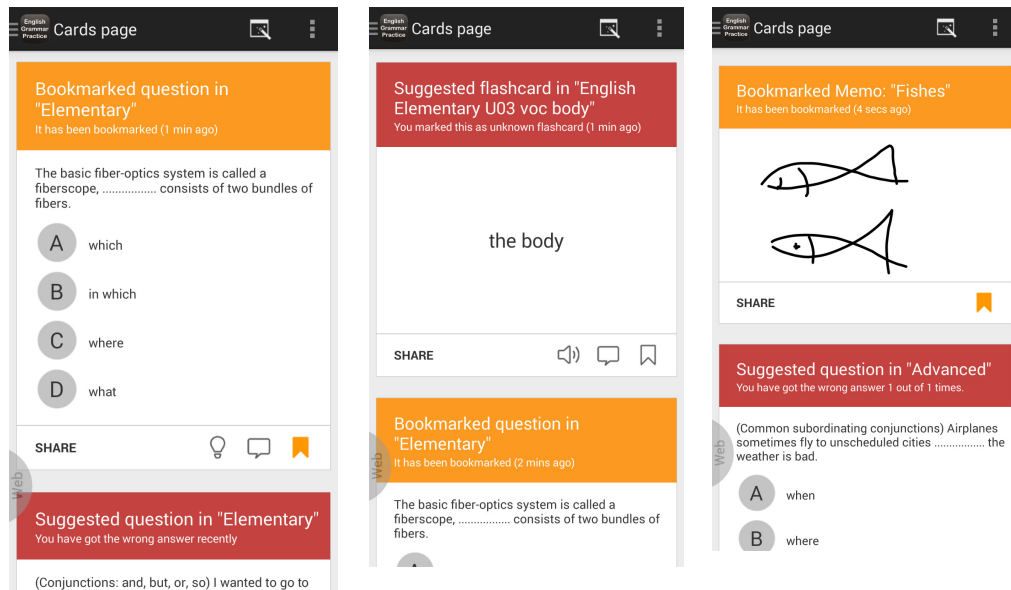 English
Grammar
Practice
Cards page
Bookmarked question in
"Elementary"
It has been bookmarked (1 min ago)
The basic fiber-optics system is called a
fiberscope, ................. consists of two bundles of
fibers.
A which
B in which
C where
D what
SHARE
Web
Suggested question in "Elementary"
You have got the wrong answer recently
(Conjunctions: and, but, or, so) I wanted to go to
English
Grammar
Practice
Cards page
Suggested flashcard in "English
Elementary U03 voc body"
You marked this as unknown flashcard (1 min ago)
the body
SHARE
Bookmarked question in
"Elementary"
It has been bookmarked (2 mins ago)
Web
The basic fiber-optics system is called a
fiberscope, ................. consists of two bundles of
fibers.
English
Grammar
Practice
Cards page
Bookmarked Memo: "Fishes"
It has been bookmarked (4 secs ago)
SHARE
Suggested question in "Advanced"
You have got the wrong answer 1 out of 1 times.
(Common subordinating conjunctions) Airplanes
sometimes fly to unscheduled cities ................. the
weather is bad.
Web
A when
B where